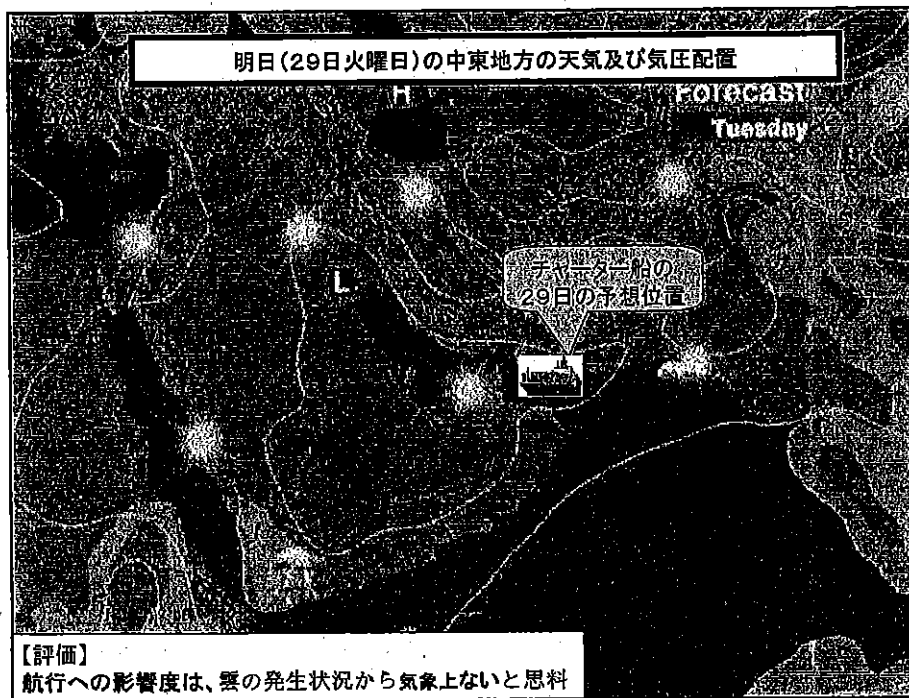 明日(29日火曜日)の中東地方の天気及び気圧配置
H
Forecast
Tuesday
L
チャーター船の
29日の予想位置
【評価】
航行への影響度は、雲の発生状況から気象上ないと思料